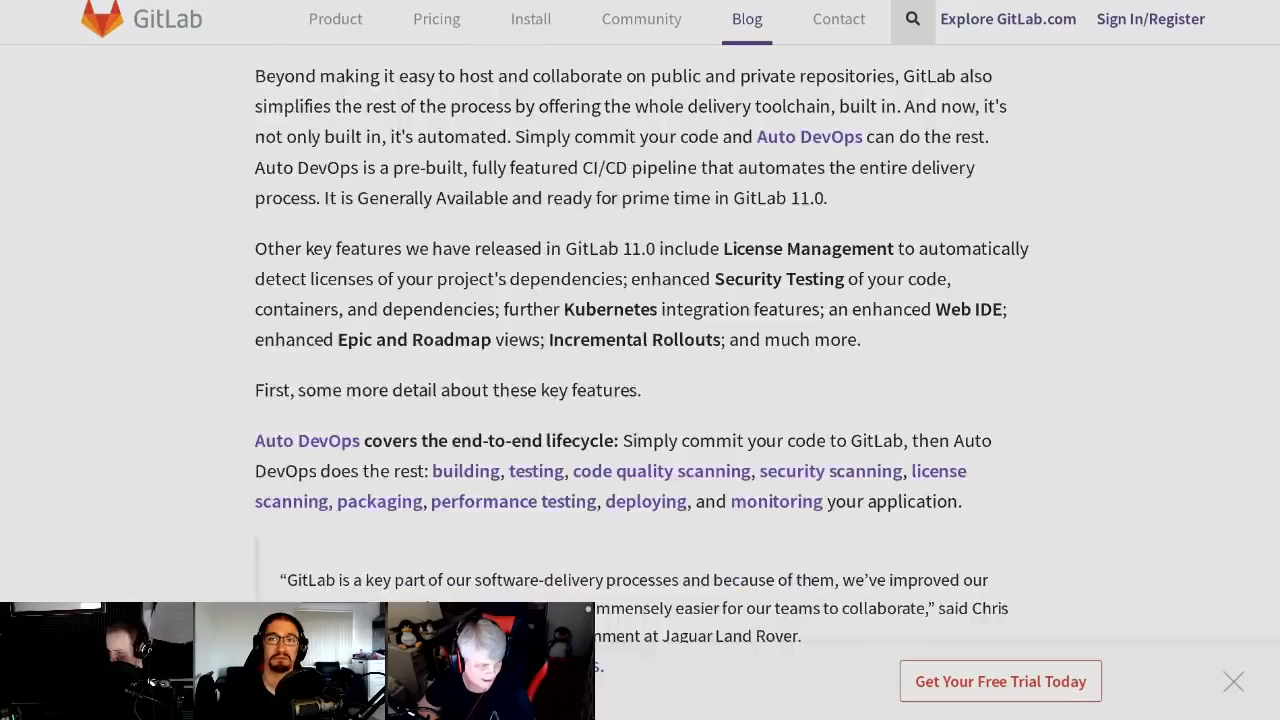 GitLab
Product
Pricing
Install
Community
Blog
Contact
Explore GitLab.com
Sign In/Register
Beyond making it easy to host and collaborate on public and private repositories, GitLab also
simplifies the rest of the process by offering the whole delivery toolchain, built in. And now, it's
not only built in, it's automated. Simply commit your code and Auto DevOps can do the rest.
Auto DevOps is a pre-built, fully featured CI/CD pipeline that automates the entire delivery
process. It is Generally Available and ready for prime time in GitLab 11.0.
Other key features we have released in GitLab 11.0 include License Management to automatically
detect licenses of your project's dependencies; enhanced Security Testing of your code,
containers, and dependencies; further Kubernetes integration features; an enhanced Web IDE;
enhanced Epic and Roadmap views; Incremental Rollouts; and much more.
First, some more detail about these key features.
Auto DevOps covers the end-to-end lifecycle: Simply commit your code to GitLab, then Auto
DevOps does the rest: building, testing, code quality scanning, security scanning, license
scanning, packaging, performance testing, deploying, and monitoring your application.
“GitLab is a key part of our software-delivery processes and because of them, we’ve improved our
mmensely easier for our teams to collaborate,” said Chris
nment at Jaguar Land Rover.
s.
Get Your Free Trial Today